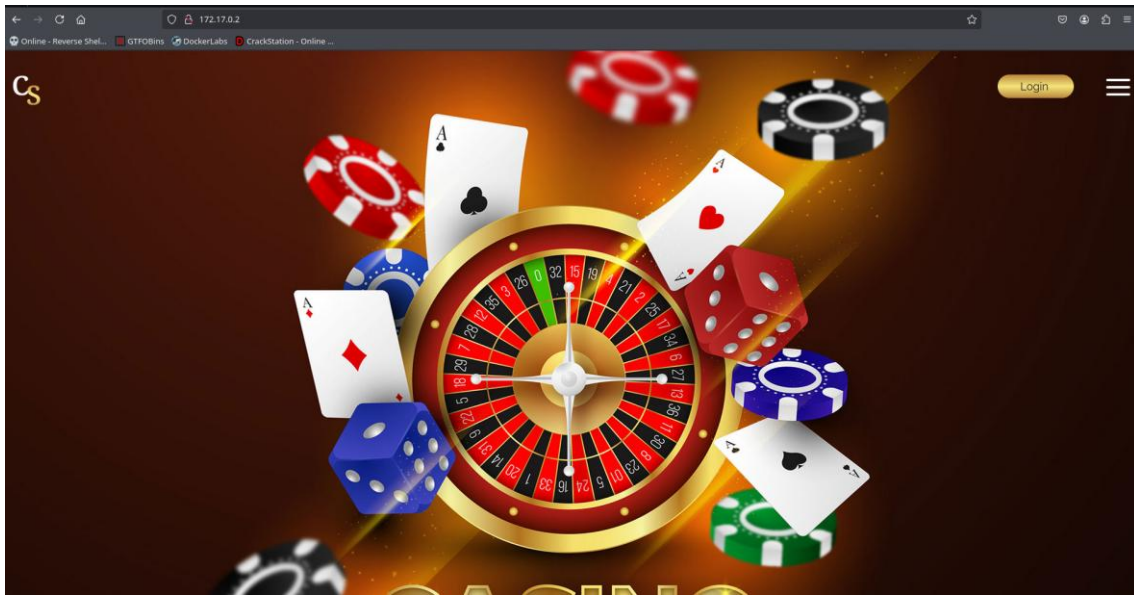 172.17.0.2
Online - Reverse Shel... GTFOBins DockerLabs CrackStation - Online ...
CS
Login
A
A
A
A
0 32 15 19 4 21 2 25 17 34 6 27 13 36 11 30 8 23 10 5 24 16 33 1 20 14 31 9 22 5 18 29 7 28 12 35 3 26
CASINO